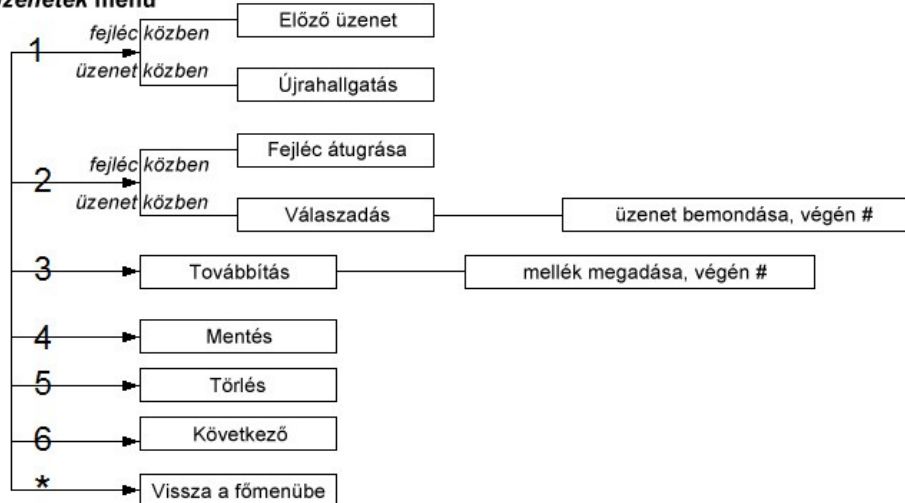 menü
1
fejléc közben
Előző üzenet
üzenet közben
Újrahallgatás
2
fejléc közben
Fejléc átugrása
üzenet közben
Válaszadás
üzenet bemondása, végén #
3
Továbbítás
mellék megadása, végén #
4
Mentés
5
Törlés
6
Következő
*
Vissza a főmenübe